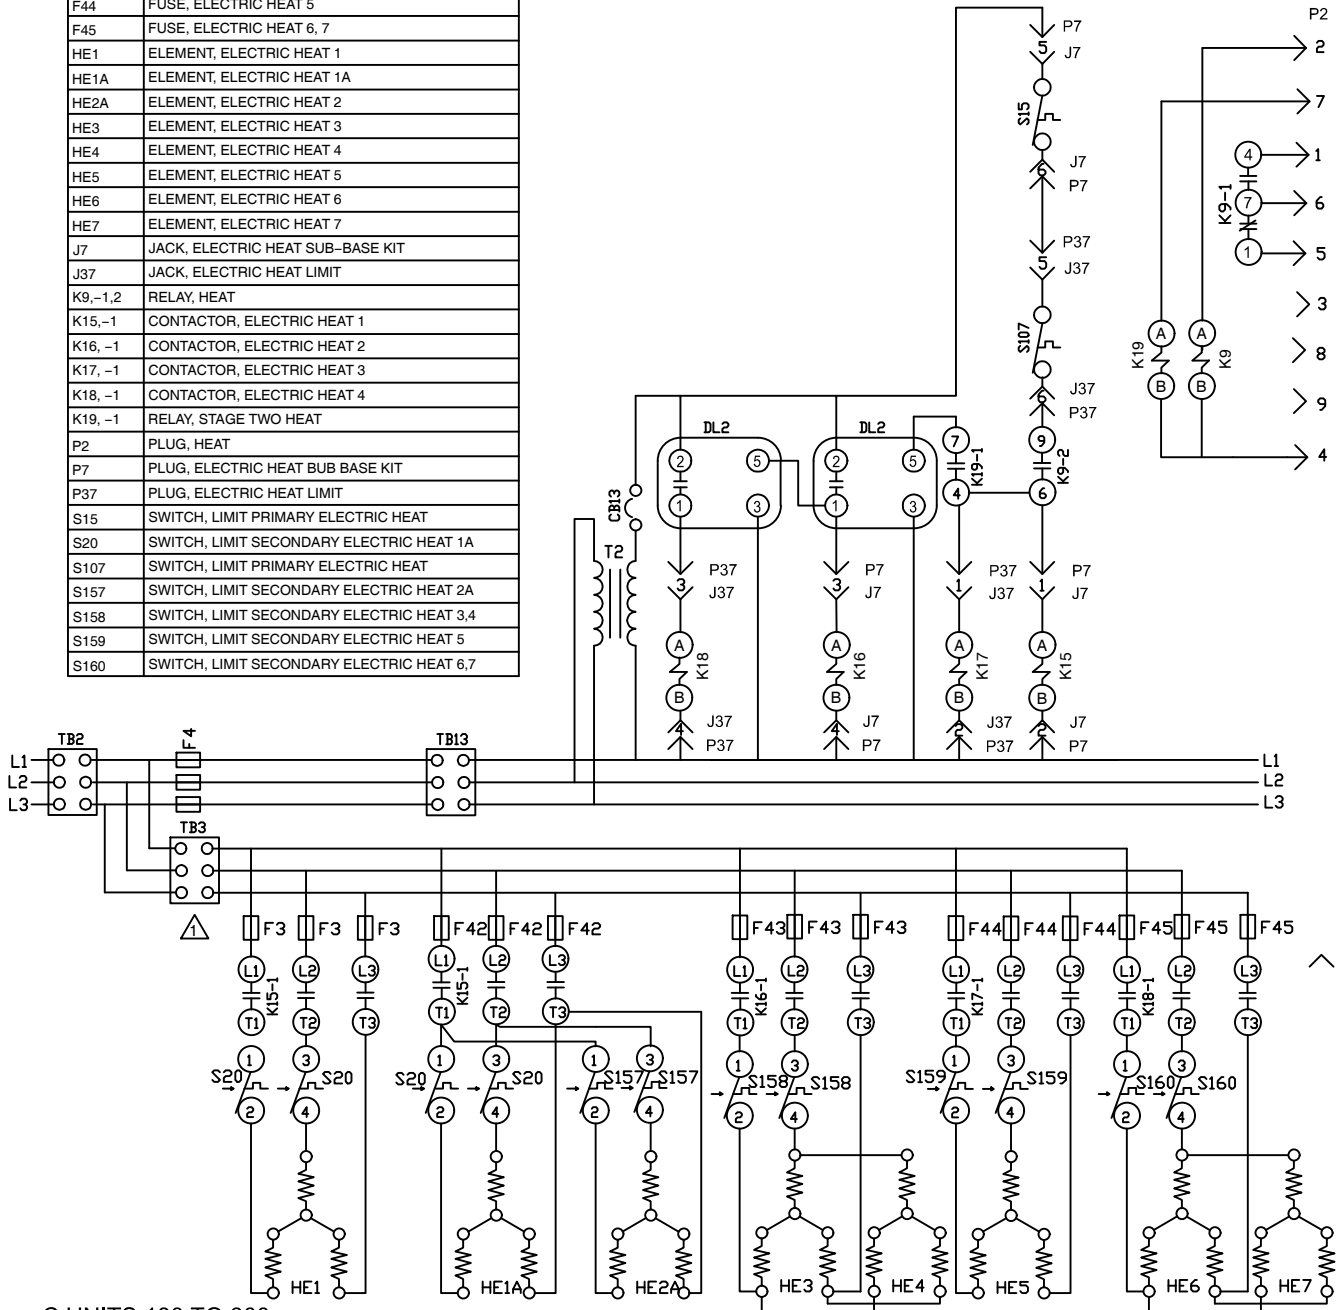 F44 FUSE, ELECTRIC HEAT 5
F45 FUSE, ELECTRIC HEAT 6, 7
HE1 ELEMENT, ELECTRIC HEAT 1
HE1A ELEMENT, ELECTRIC HEAT 1A
HE2A ELEMENT, ELECTRIC HEAT 2
HE3 ELEMENT, ELECTRIC HEAT 3
HE4 ELEMENT, ELECTRIC HEAT 4
HE5 ELEMENT, ELECTRIC HEAT 5
HE6 ELEMENT, ELECTRIC HEAT 6
HE7 ELEMENT, ELECTRIC HEAT 7
J7 JACK, ELECTRIC HEAT SUB-BASE KIT
J37 JACK, ELECTRIC HEAT LIMIT
K9,-1,2 RELAY, HEAT
K15,-1 CONTACTOR, ELECTRIC HEAT 1
K16, -1 CONTACTOR, ELECTRIC HEAT 2
K17, -1 CONTACTOR, ELECTRIC HEAT 3
K18, -1 CONTACTOR, ELECTRIC HEAT 4
K19, -1 RELAY, STAGE TWO HEAT
P2 PLUG, HEAT
P7 PLUG, ELECTRIC HEAT BUB BASE KIT
P37 PLUG, ELECTRIC HEAT LIMIT
S15 SWITCH, LIMIT PRIMARY ELECTRIC HEAT
S20 SWITCH, LIMIT SECONDARY ELECTRIC HEAT 1A
S107 SWITCH, LIMIT PRIMARY ELECTRIC HEAT
S157 SWITCH, LIMIT SECONDARY ELECTRIC HEAT 2A
S158 SWITCH, LIMIT SECONDARY ELECTRIC HEAT 3,4
S159 SWITCH, LIMIT SECONDARY ELECTRIC HEAT 5
S160 SWITCH, LIMIT SECONDARY ELECTRIC HEAT 6,7
P7
5 J7
S15
6 J7
P7
P37
5 J37
S107
6 J37
P37
P2
2
7
1
6
5
3
8
9
4
4
7
1
K9-1
A A
K19 K9
B B
DL2 DL2
2 5 2 5 7 9
K19-1 K9-2
1 3 1 3 4 6
CB13
T2
P37 P7 P37 P7
3 3 1 1
J37 J7 J37 J7
A A A A
K18 K16 K17 K15
B B B B
J37 J7 J37 J7
4 4 2 2
P37 P7 P37 P7
TB2 F4 TB13
L1 L1
L2 L2
L3 L3
TB3
1
F3 F3 F3 F42 F42 F42 F43 F43 F43 F44 F44 F44 F45 F45 F45
L1 L2 L3 L1 L2 L3 L1 L2 L3 L1 L2 L3 L1 L2 L3
K15-1 K15-1 K16-1 K17-1 K18-1
T1 T2 T3 T1 T2 T3 T1 T2 T3 T1 T2 T3 T1 T2 T3
1 3 1 3 1 3 1 3 1 3 1 3
S20 S20 S20 S20 S157 S157 S158 S158 S159 S159 S160 S160
2 4 2 4 2 4 2 4 2 4 2 4
HE1 HE1A HE2A HE3 HE4 HE5 HE6 HE7